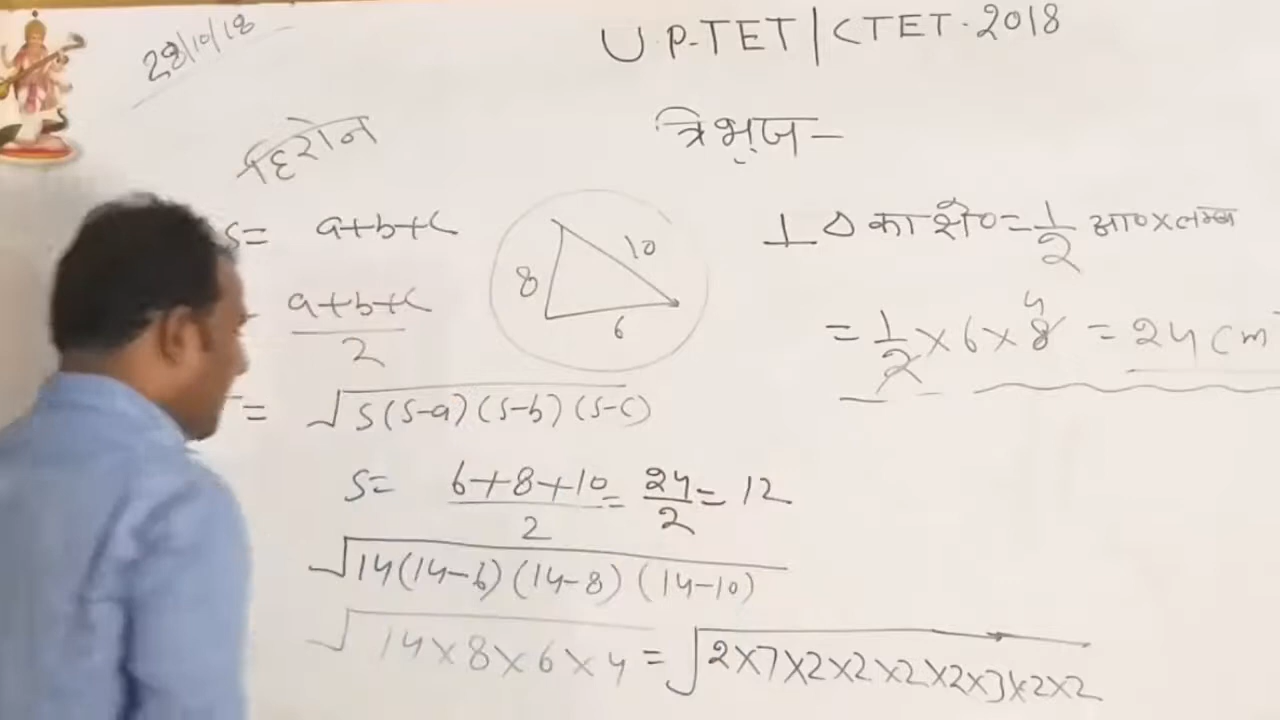 28/10/18
UP-TET | CTET-2018
त्रिभुज-
हिरोन
S= a+b+c
a+b+c
2
= √S(S-a)(S-b)(S-c)
S= 6+8+10 = 24 = 12
2 2
√14(14-6)(14-8)(14-10)
√14×8×6×4 = √2×7×2×2×2×2×3×2×2
8
10
6
⊥ Δ का क्षे० = 1/2 आ० × लम्ब
4
= 1/2 × 6 × 8 = 24 cm